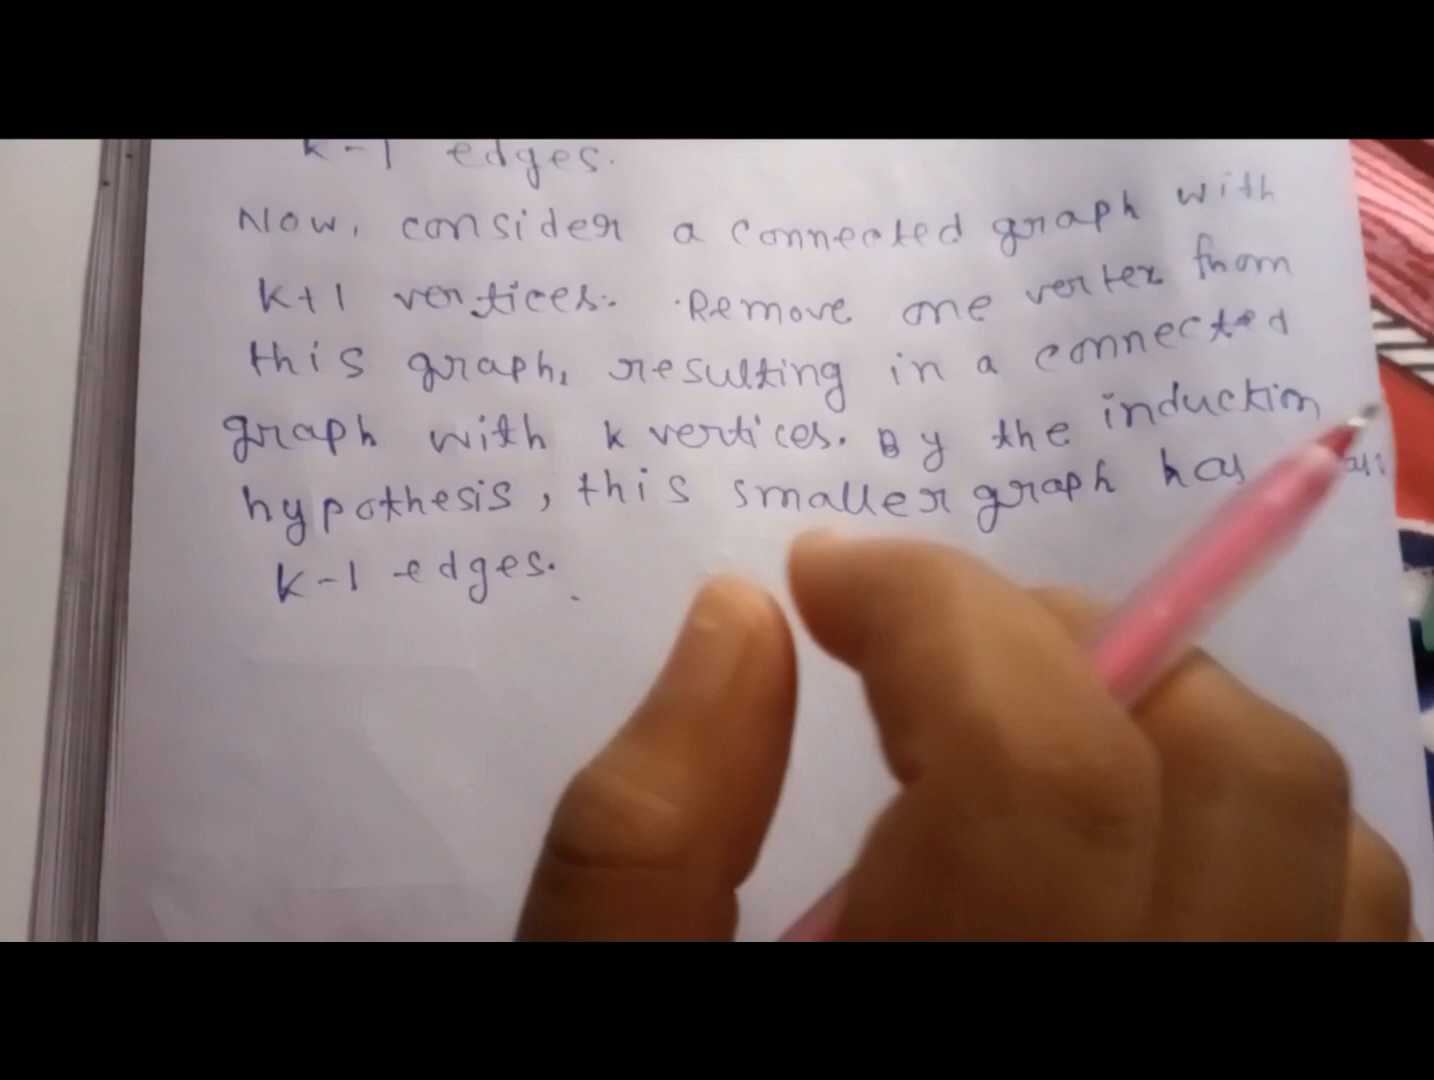 k-1 edges.
Now, consider a connected graph with
k+1 vertices. Remove one vertex from
this graph, resulting in a connected
graph with k vertices. By the induction
hypothesis, this smaller graph has
k-1 edges.